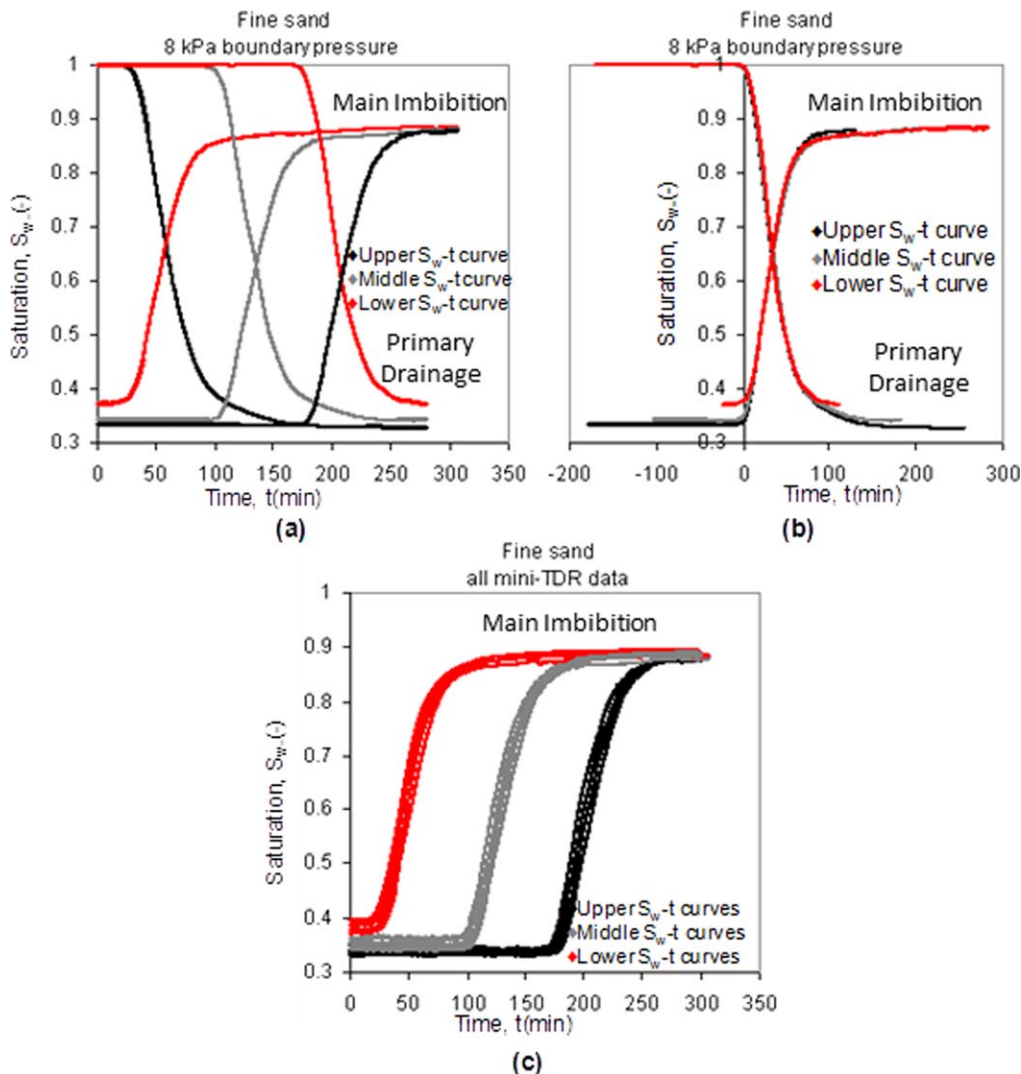 Fine sand
8 kPa boundary pressure
1
0.9
0.8
0.7
0.6
0.5
0.4
0.3
Saturation, Sw-(-)
Main Imbibition
Upper Sw-t curve
Middle Sw-t curve
Lower Sw-t curve
Primary
Drainage
0 50 100 150 200 250 300 350
Time, t(min)
(a)
Fine sand
8 kPa boundary pressure
1
0.9
0.8
0.7
0.6
0.5
0.4
0.3
Saturation, Sw-(-)
Main Imbibition
Upper Sw-t curve
Middle Sw-t curve
Lower Sw-t curve
Primary
Drainage
-200 -100 0 100 200 300
Time, t(min)
(b)
Fine sand
all mini-TDR data
1
0.9
0.8
0.7
0.6
0.5
0.4
0.3
Saturation, Sw-(-)
Main Imbibition
Upper Sw-t curves
Middle Sw-t curves
Lower Sw-t curves
0 50 100 150 200 250 300 350
Time, t(min)
(c)